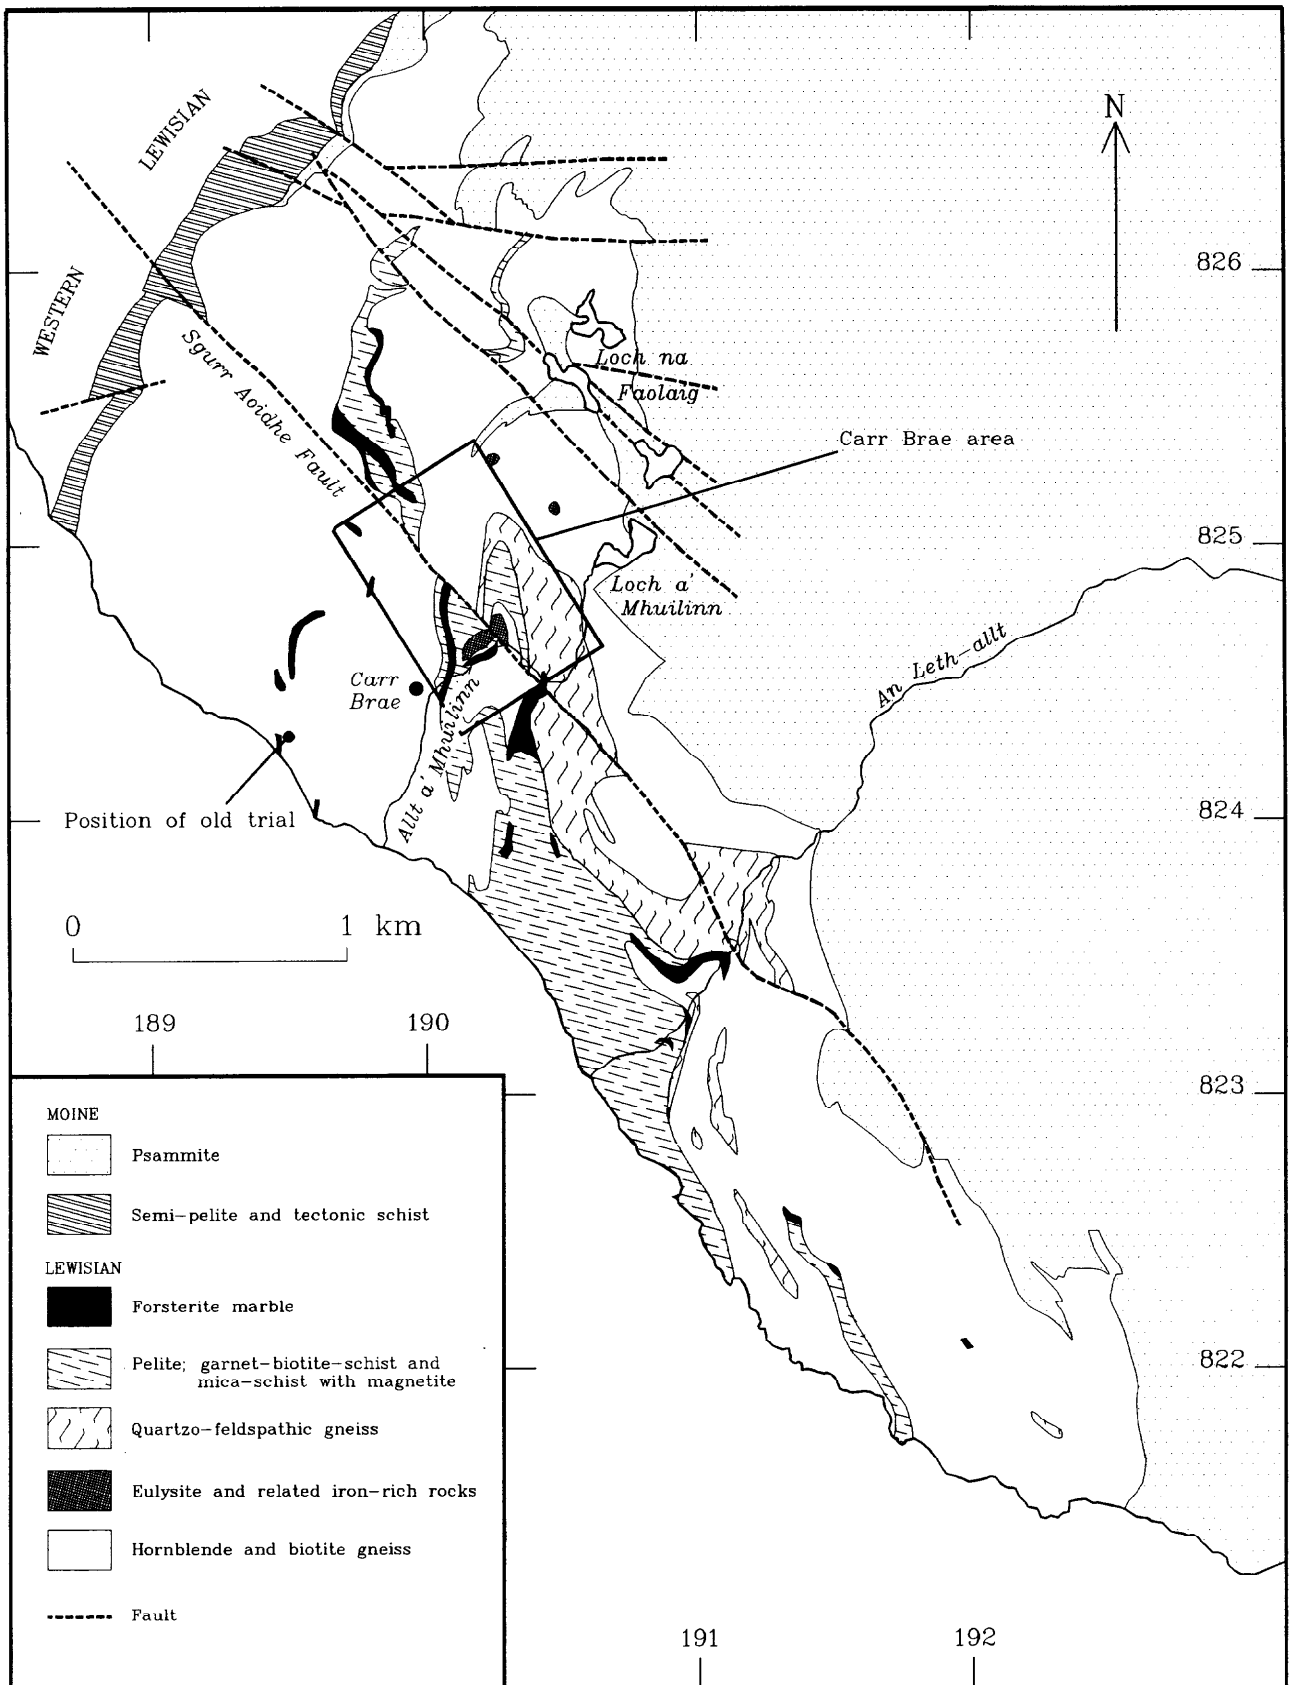 N
LEWISIAN
WESTERN
826
Sgurr Aoidhe Fault
Loch na
Faolaig
Carr Brae area
825
Loch a'
Mhuilinn
An Leth-allt
Carr
Brae
Allt a' Mhuilinn
Position of old trial
824
0 1 km
189 190
823
MOINE
Psammite
Semi-pelite and tectonic schist
LEWISIAN
Forsterite marble
Pelite; garnet-biotite-schist and
mica-schist with magnetite
822
Quartzo-feldspathic gneiss
Eulysite and related iron-rich rocks
Hornblende and biotite gneiss
Fault
191 192